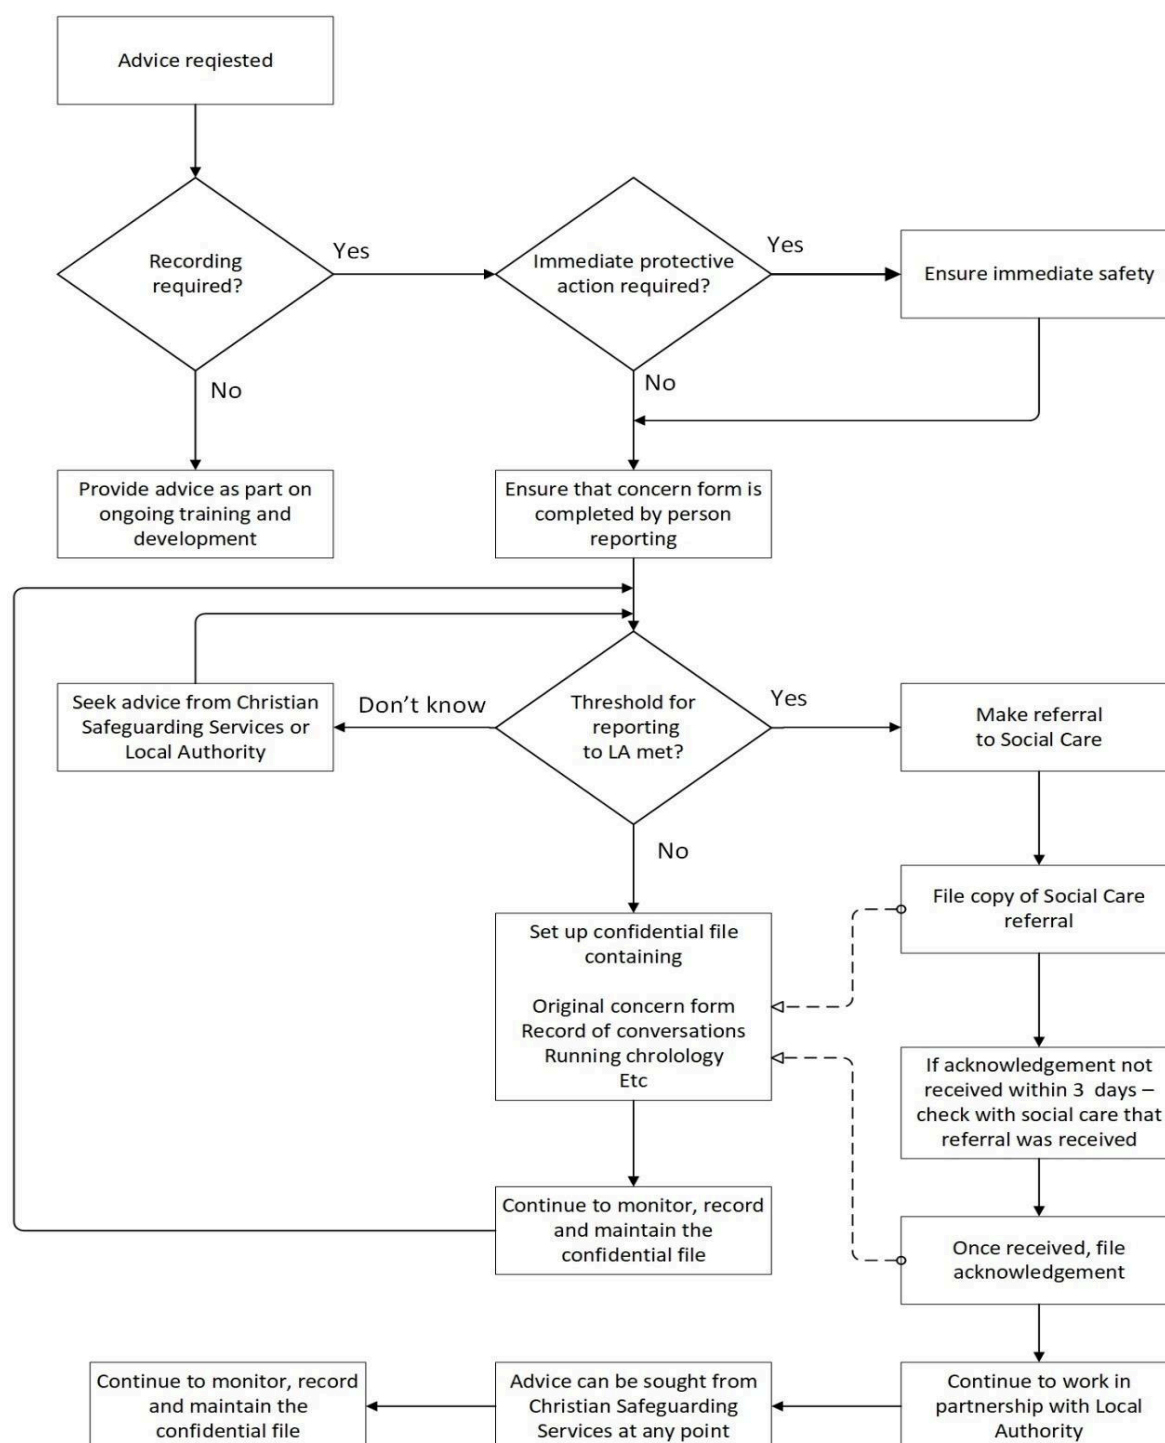 Advice reqiested
Recording
required?
Yes
Immediate protective
action required?
Yes
Ensure immediate safety
No
No
Provide advice as part on
ongoing training and
development
Ensure that concern form is
completed by person
reporting
Seek advice from Christian
Safeguarding Services or
Local Authority
Don’t know
Threshold for
reporting
to LA met?
Yes
Make referral
to Social Care
No
File copy of Social Care
referral
Set up confidential file
containing
Original concern form
Record of conversations
Running chrolology
Etc
If acknowledgement not
received within 3 days –
check with social care that
referral was received
Continue to monitor, record
and maintain the
confidential file
Once received, file
acknowledgement
Continue to monitor, record
and maintain the
confidential file
Advice can be sought from
Christian Safeguarding
Services at any point
Continue to work in
partnership with Local
Authority